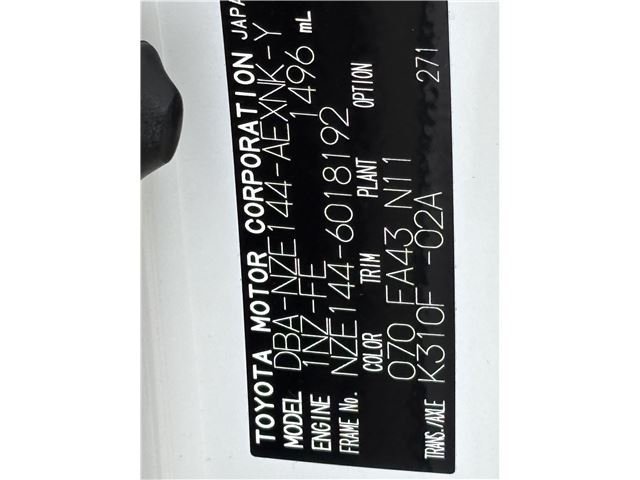 TOYOTA MOTOR CORPORATION JAPA
MODEL DBA-NZE144-AEXNK-Y
ENGINE 1NZ-FE 1496 mL
FRAME No. NZE144-6018192
COLOR TRIM PLANT OPTION
070 FA43 N11
TRANS./AXLE K310F -02A 271